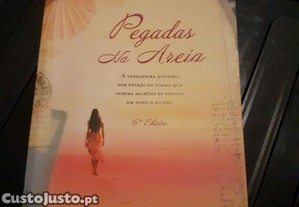 Pegadas
Na Areia
A VERDADEIRA HISTÓRIA
POR DETRÁS DO POEMA QUE
INSPIRA MILHÕES DE PESSOAS
EM TODO O MUNDO
6ª Edição
CustoJusto.pt